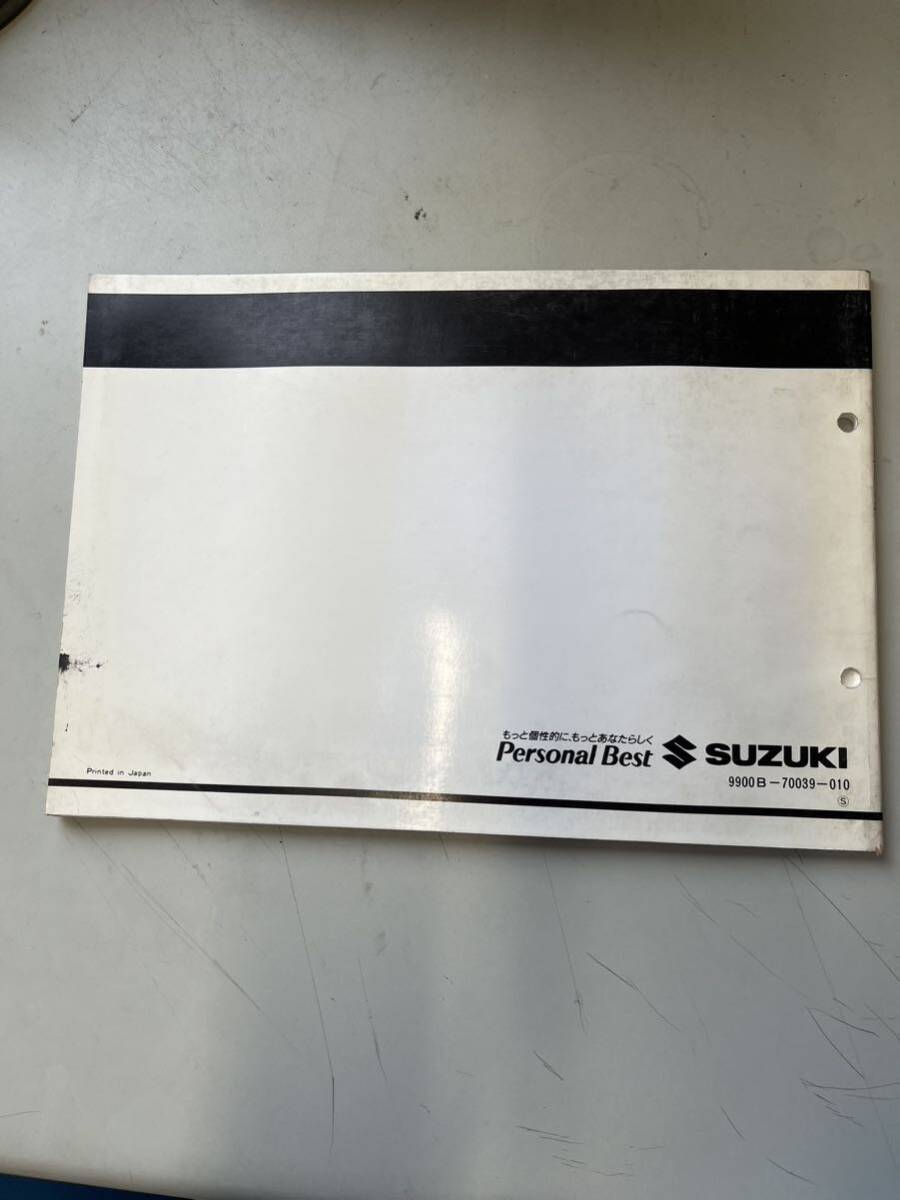 もっと個性的に、もっとあなたらしく
Personal Best SUZUKI
9900B-70039-010
Ⓢ
Printed in Japan